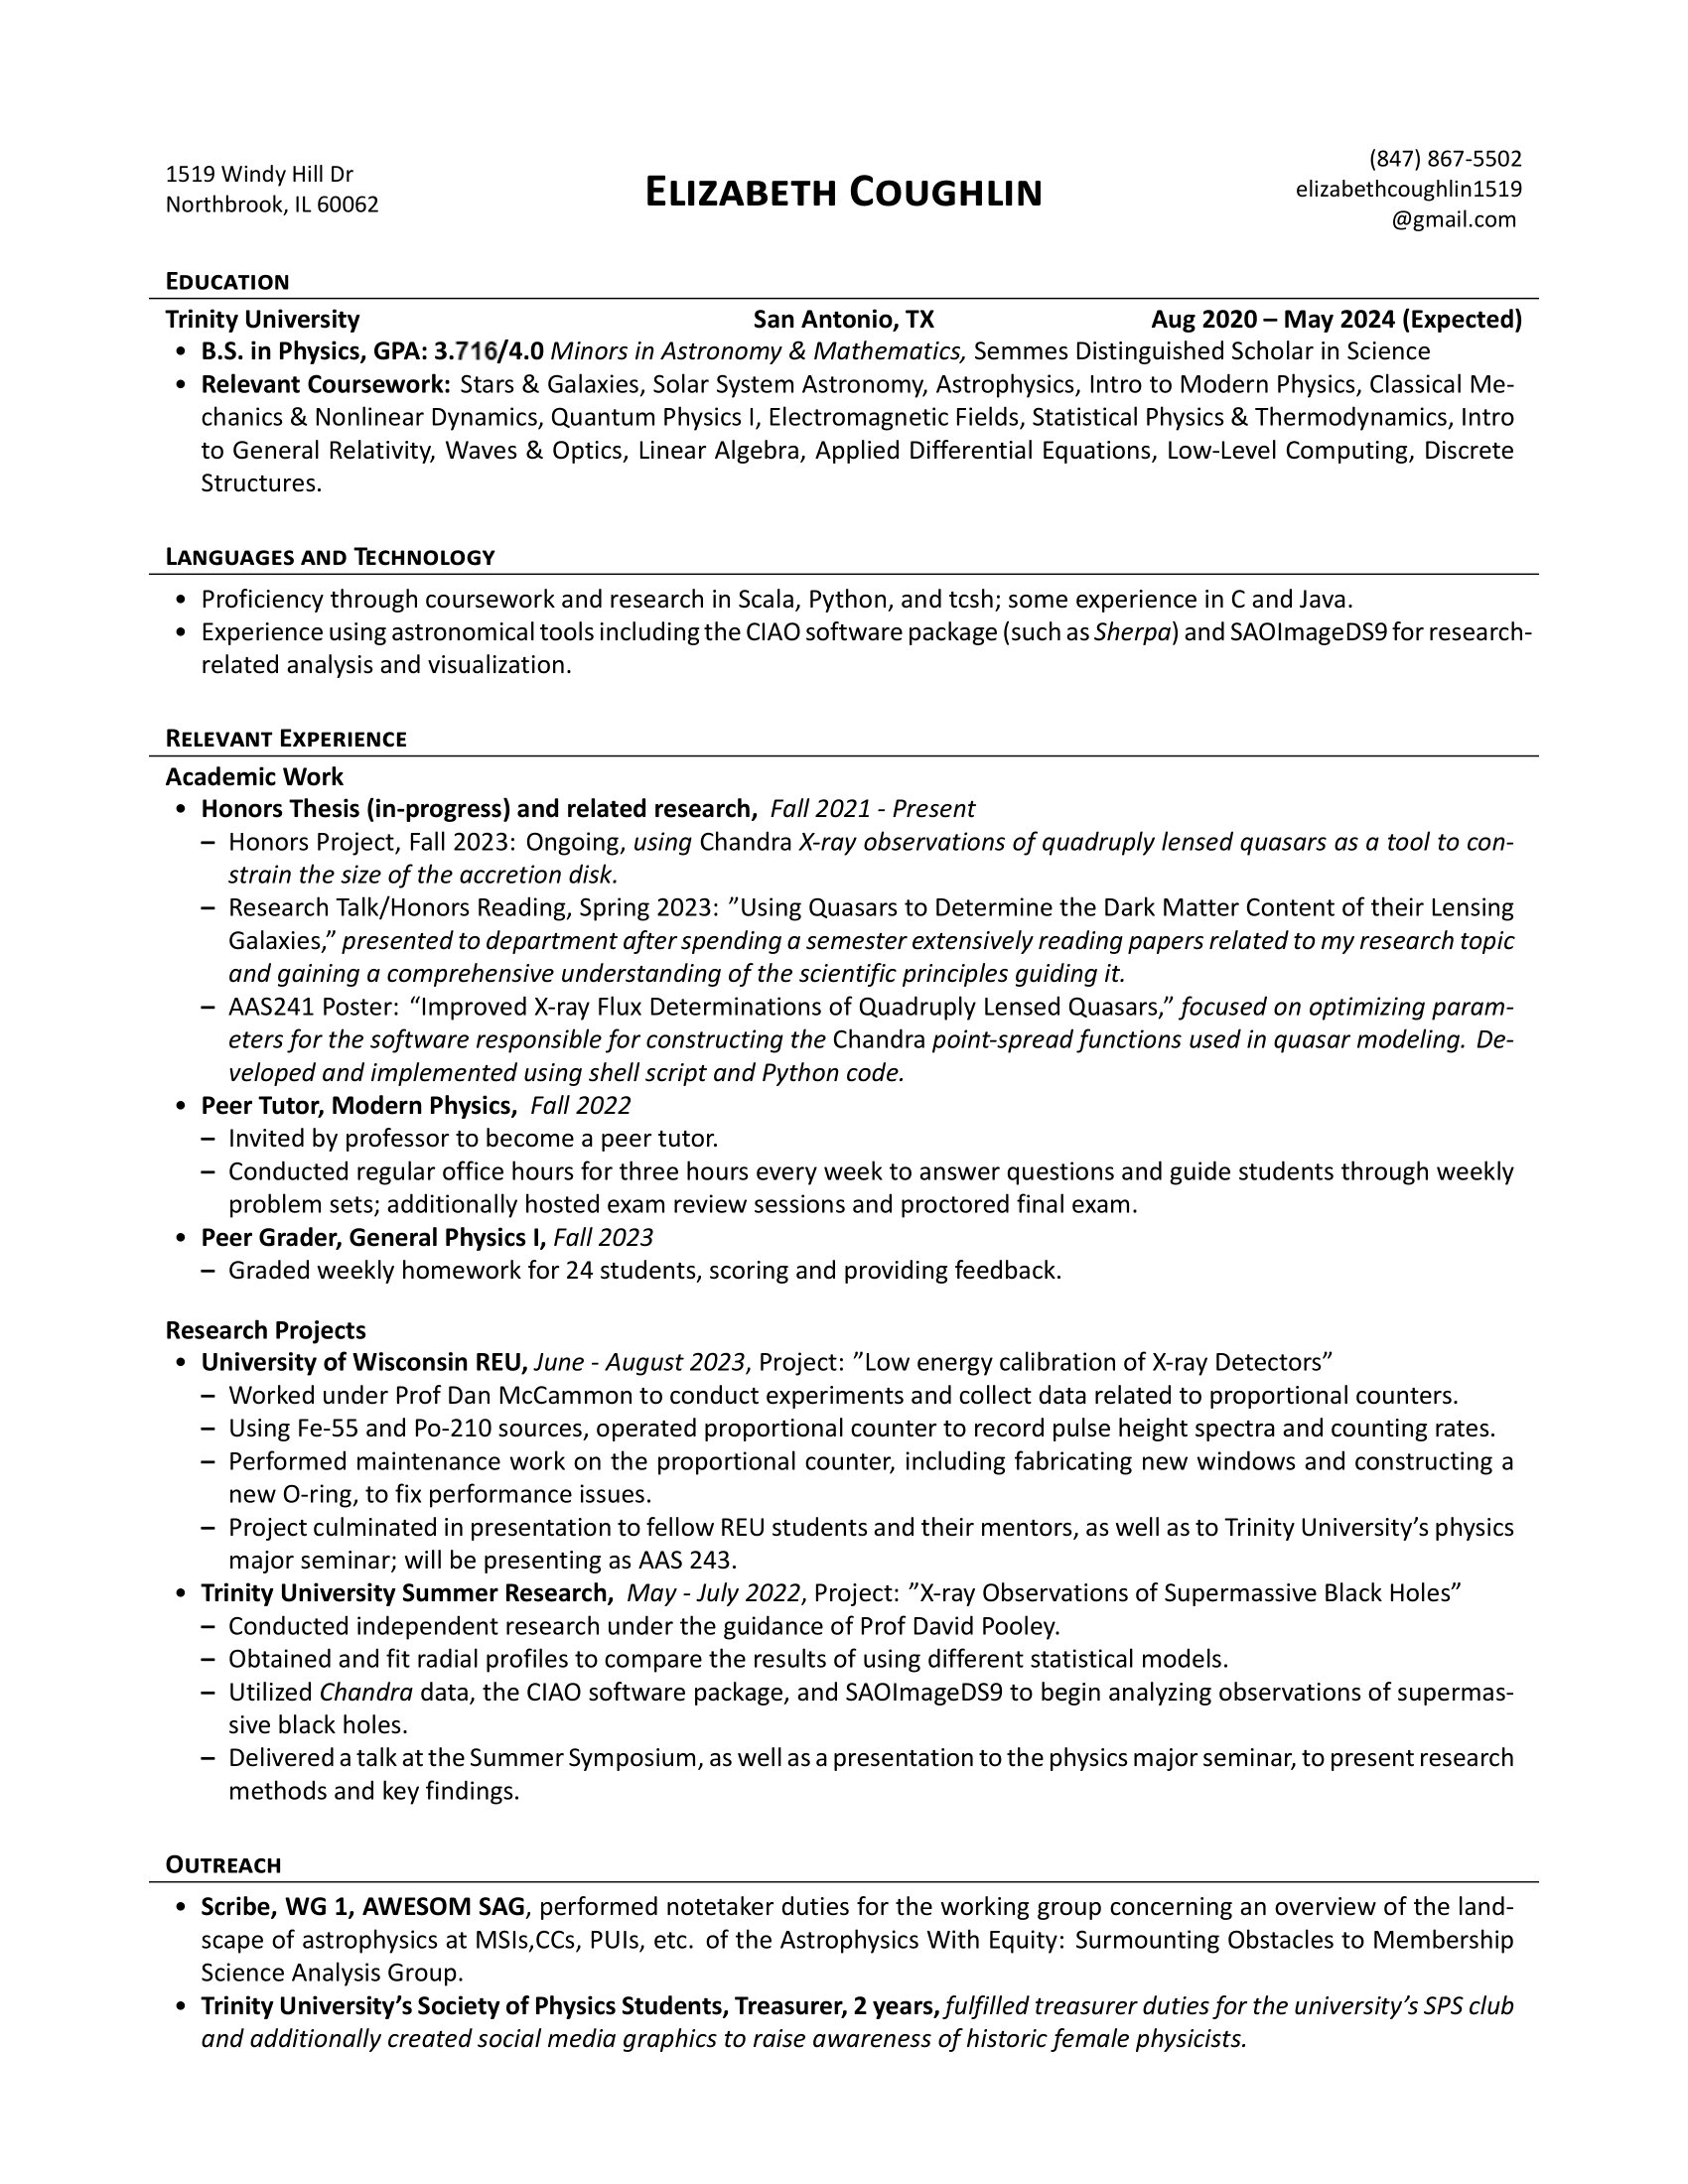 1519 Windy Hill Dr
Northbrook, IL 60062
ELIZABETH COUGHLIN
(847) 867-5502
elizabethcoughlin1519
@gmail.com
EDUCATION
Trinity University San Antonio, TX Aug 2020 – May 2024 (Expected)
• B.S. in Physics, GPA: 3.716/4.0 Minors in Astronomy & Mathematics, Semmes Distinguished Scholar in Science
• Relevant Coursework: Stars & Galaxies, Solar System Astronomy, Astrophysics, Intro to Modern Physics, Classical Me-
chanics & Nonlinear Dynamics, Quantum Physics I, Electromagnetic Fields, Statistical Physics & Thermodynamics, Intro
to General Relativity, Waves & Optics, Linear Algebra, Applied Differential Equations, Low-Level Computing, Discrete
Structures.
LANGUAGES AND TECHNOLOGY
• Proficiency through coursework and research in Scala, Python, and tcsh; some experience in C and Java.
• Experience using astronomical tools including the CIAO software package (such as Sherpa) and SAOImageDS9 for research-
related analysis and visualization.
RELEVANT EXPERIENCE
Academic Work
• Honors Thesis (in-progress) and related research, Fall 2021 - Present
– Honors Project, Fall 2023: Ongoing, using Chandra X-ray observations of quadruply lensed quasars as a tool to con-
strain the size of the accretion disk.
– Research Talk/Honors Reading, Spring 2023: ”Using Quasars to Determine the Dark Matter Content of their Lensing
Galaxies,” presented to department after spending a semester extensively reading papers related to my research topic
and gaining a comprehensive understanding of the scientific principles guiding it.
– AAS241 Poster: “Improved X-ray Flux Determinations of Quadruply Lensed Quasars,” focused on optimizing param-
eters for the software responsible for constructing the Chandra point-spread functions used in quasar modeling. De-
veloped and implemented using shell script and Python code.
• Peer Tutor, Modern Physics, Fall 2022
– Invited by professor to become a peer tutor.
– Conducted regular office hours for three hours every week to answer questions and guide students through weekly
problem sets; additionally hosted exam review sessions and proctored final exam.
• Peer Grader, General Physics I, Fall 2023
– Graded weekly homework for 24 students, scoring and providing feedback.
Research Projects
• University of Wisconsin REU, June - August 2023, Project: ”Low energy calibration of X-ray Detectors”
– Worked under Prof Dan McCammon to conduct experiments and collect data related to proportional counters.
– Using Fe-55 and Po-210 sources, operated proportional counter to record pulse height spectra and counting rates.
– Performed maintenance work on the proportional counter, including fabricating new windows and constructing a
new O-ring, to fix performance issues.
– Project culminated in presentation to fellow REU students and their mentors, as well as to Trinity University’s physics
major seminar; will be presenting as AAS 243.
• Trinity University Summer Research, May - July 2022, Project: ”X-ray Observations of Supermassive Black Holes”
– Conducted independent research under the guidance of Prof David Pooley.
– Obtained and fit radial profiles to compare the results of using different statistical models.
– Utilized Chandra data, the CIAO software package, and SAOImageDS9 to begin analyzing observations of supermas-
sive black holes.
– Delivered a talk at the Summer Symposium, as well as a presentation to the physics major seminar, to present research
methods and key findings.
OUTREACH
• Scribe, WG 1, AWESOM SAG, performed notetaker duties for the working group concerning an overview of the land-
scape of astrophysics at MSIs,CCs, PUIs, etc. of the Astrophysics With Equity: Surmounting Obstacles to Membership
Science Analysis Group.
• Trinity University’s Society of Physics Students, Treasurer, 2 years, fulfilled treasurer duties for the university’s SPS club
and additionally created social media graphics to raise awareness of historic female physicists.